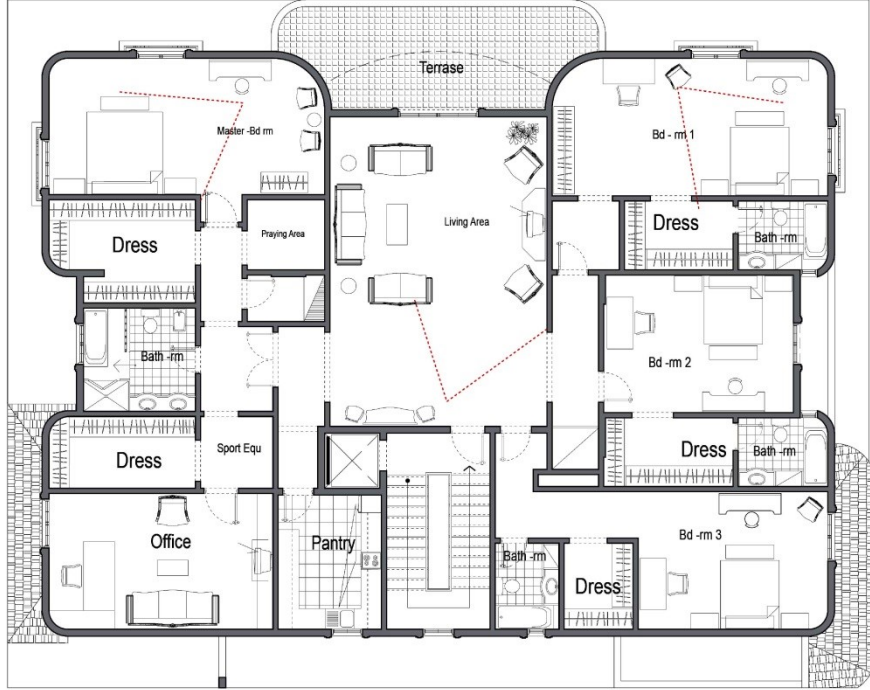 Terrase
Master -Bd rm
Bd - rm 1
Living Area
Praying Area
Dress
Dress
Bath -rm
Bath -rm
Bd -rm 2
Dress
Sport Equ
Dress
Bath -rm
Office
Pantry
Bd -rm 3
Bath -rm
Dress